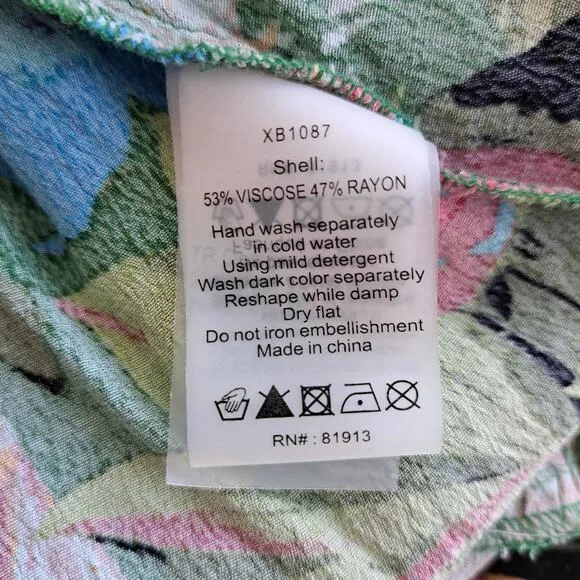 XB1087
Shell:
53% VISCOSE 47% RAYON
Hand wash separately
in cold water
Using mild detergent
Wash dark color separately
Reshape while damp
Dry flat
Do not iron embellishment
Made in china
RN# : 81913